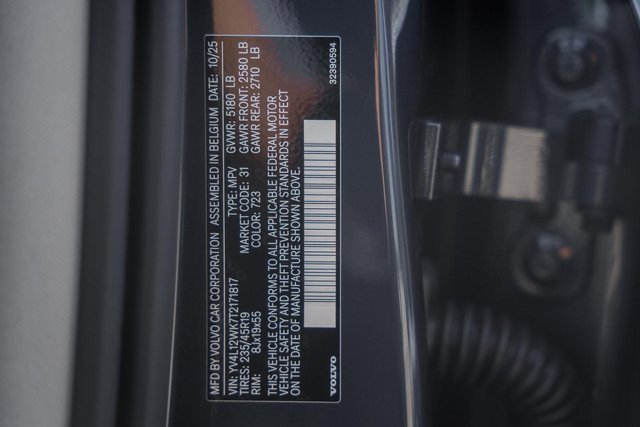 MFD BY VOLVO CAR CORPORATION ASSEMBLED IN BELGIUM DATE: 10/25
VIN: YV4L12WK7T2171817 TYPE: MPV GVWR: 5180 LB
TIRES: 235/45R19 MARKET CODE: 31 GAWR FRONT: 2580 LB
RIM: 8Jx19x55 COLOR: 723 GAWR REAR: 2710 LB
THIS VEHICLE CONFORMS TO ALL APPLICABLE FEDERAL MOTOR
VEHICLE SAFETY AND THEFT PREVENTION STANDARDS IN EFFECT
ON THE DATE OF MANUFACTURE SHOWN ABOVE.
VOLVO 32390594